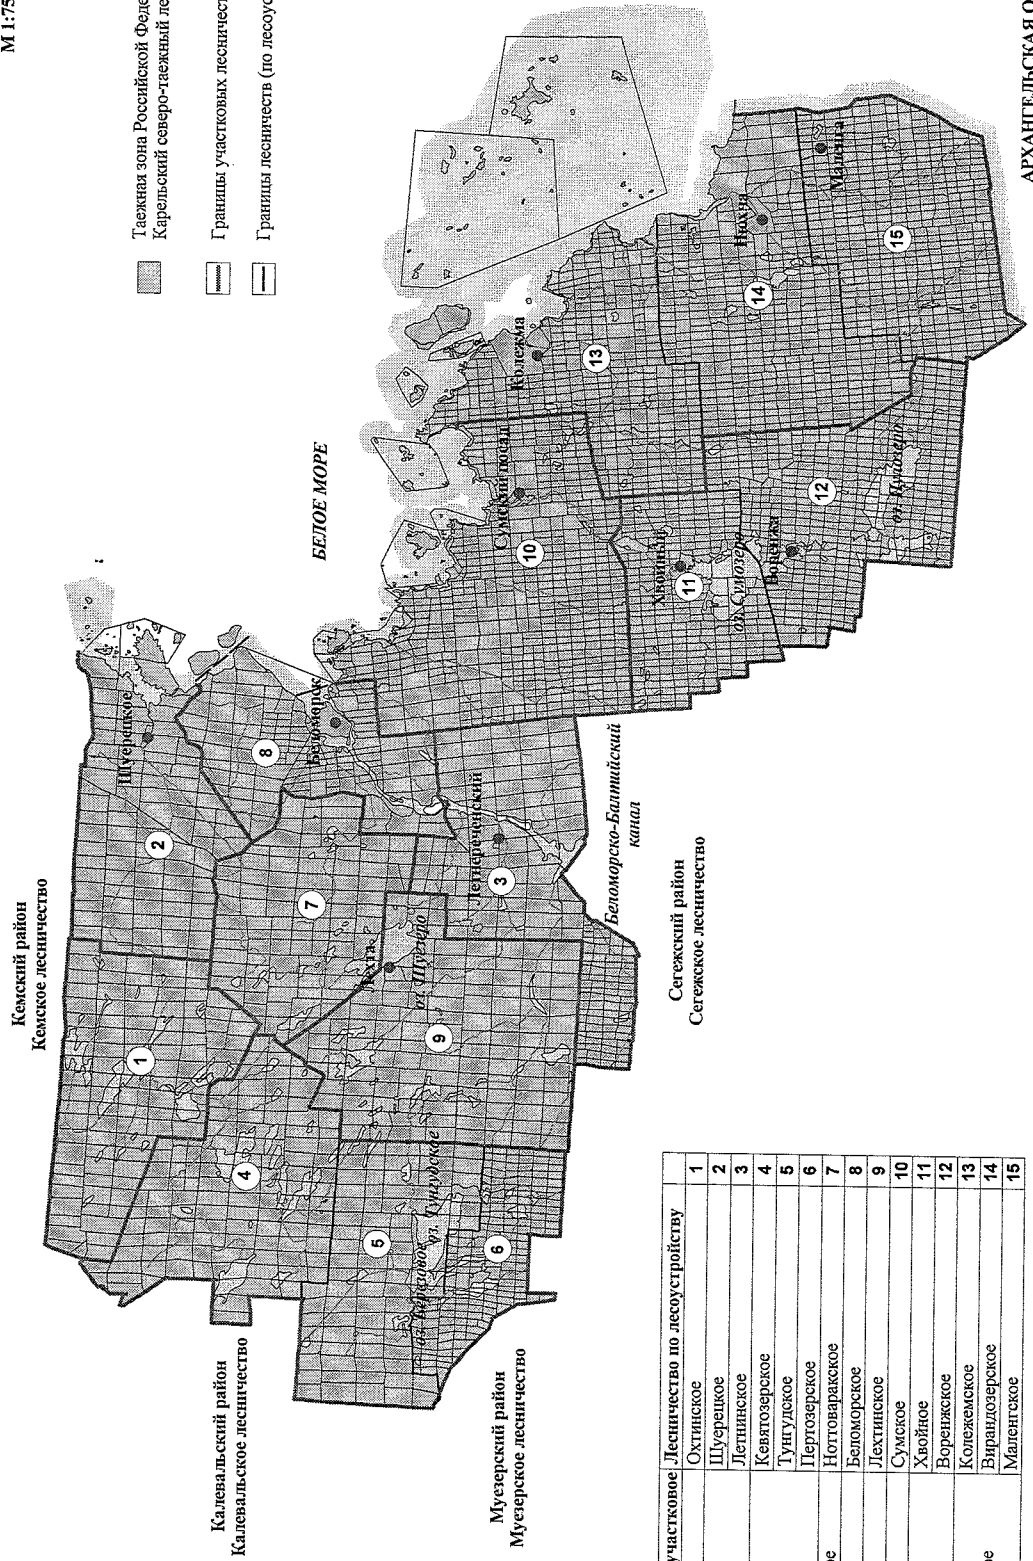 М 1:75
Таежная зона Российской Феде
Карельский северо-таежный ле
Границы участковых лесничест
Границы лесничеств (по лесоус
Кемский район
Кемское лесничество
БЕЛОЕ МОРЕ
Шуерецкое
Беломорск
Летнереченский
Лехта
оз. Шуезеро
оз. Тунгудское
оз. Березовое
Сумский посад
Колежма
Хвойный
оз. Сумозеро
Воренжа
Нюхча
Маленга
1
2
3
4
5
6
7
8
9
10
11
12
13
14
15
Беломорско-Балтийский
канал
Калевальский район
Калевальское лесничество
Муезерский район
Муезерское лесничество
Сегежский район
Сегежское лесничество
АРХАНГЕЛЬСКАЯ О
участковое Лесничество по лесоустройству
Охтинское 1
Шуерецкое 2
Летнинское 3
Кевятозерское 4
Тунгудское 5
Пертозерское 6
ое Ноттоваракское 7
Беломорское 8
Лехтинское 9
Сумское 10
Хвойное 11
Воренжское 12
Колежемское 13
ое Вирандозерское 14
Маленгское 15